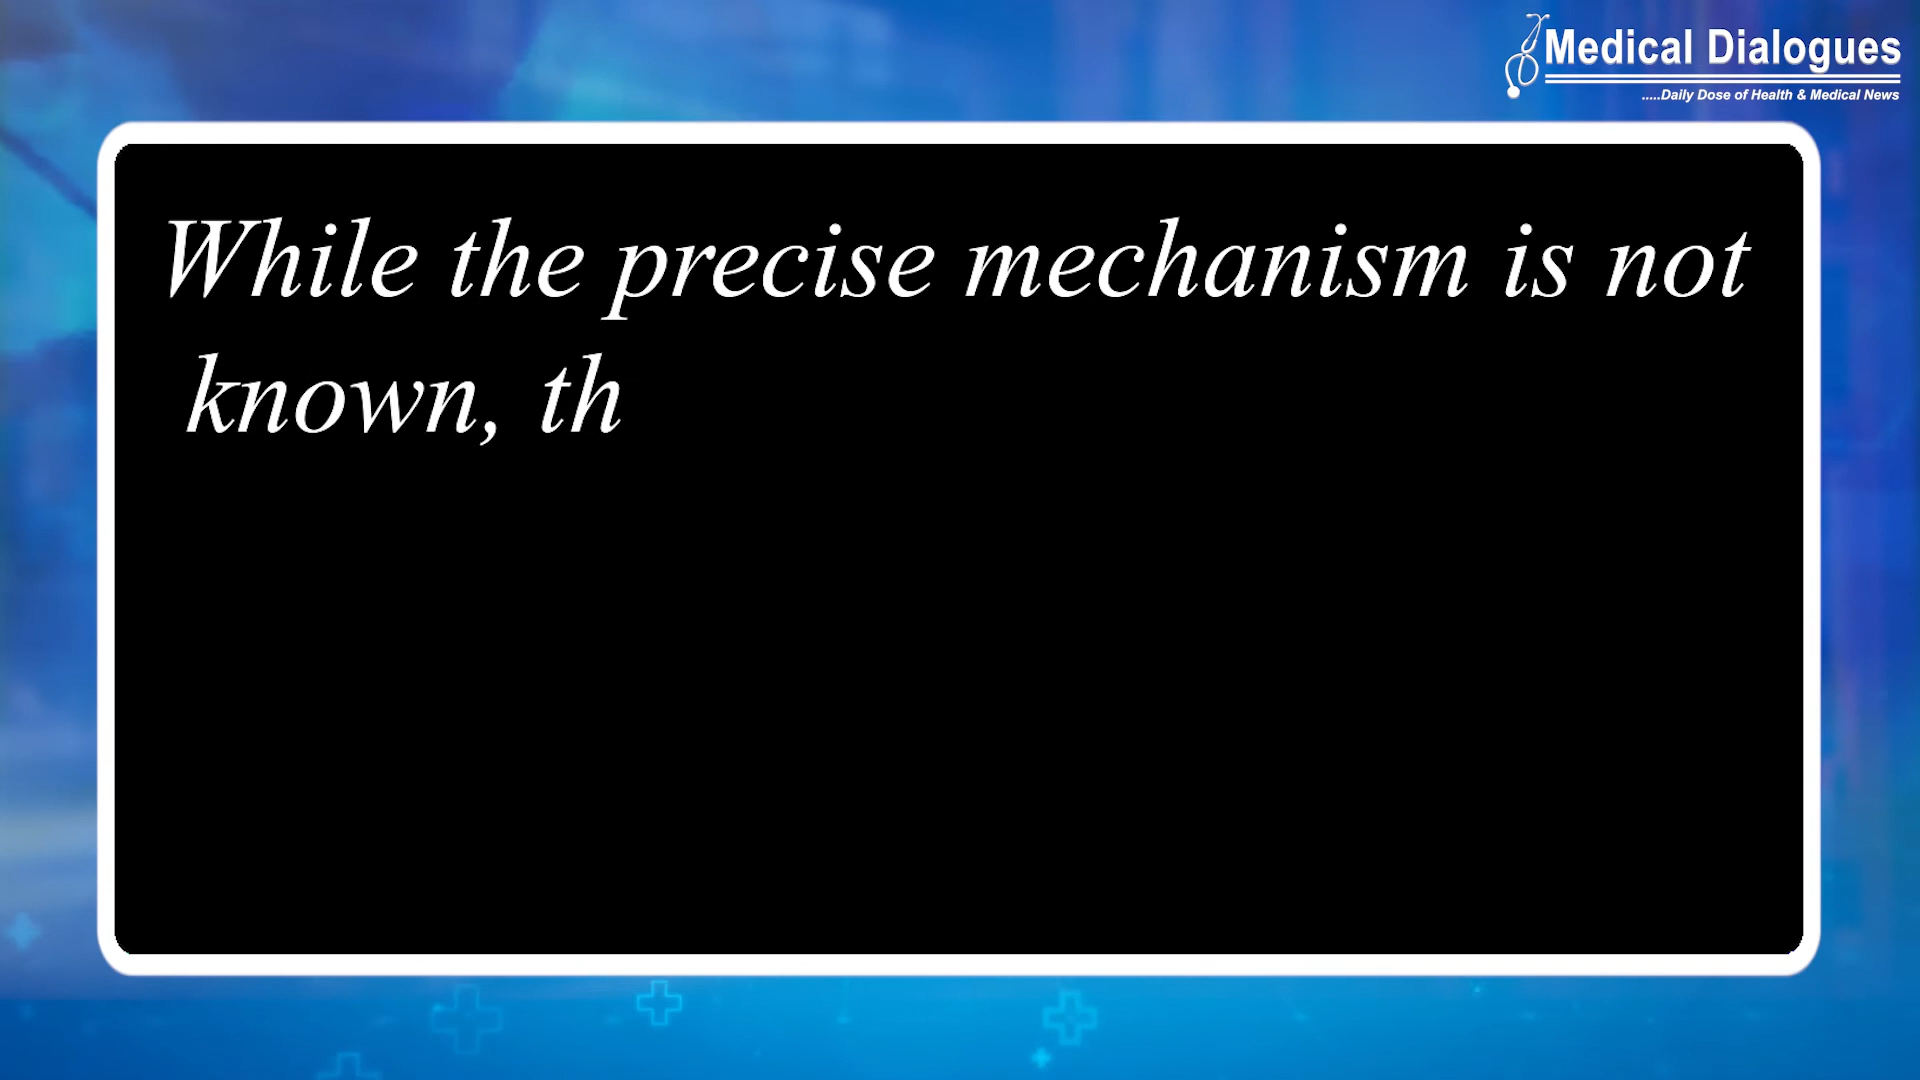 Medical Dialogues
.....Daily Dose of Health & Medical News
While the precise mechanism is not
known, th